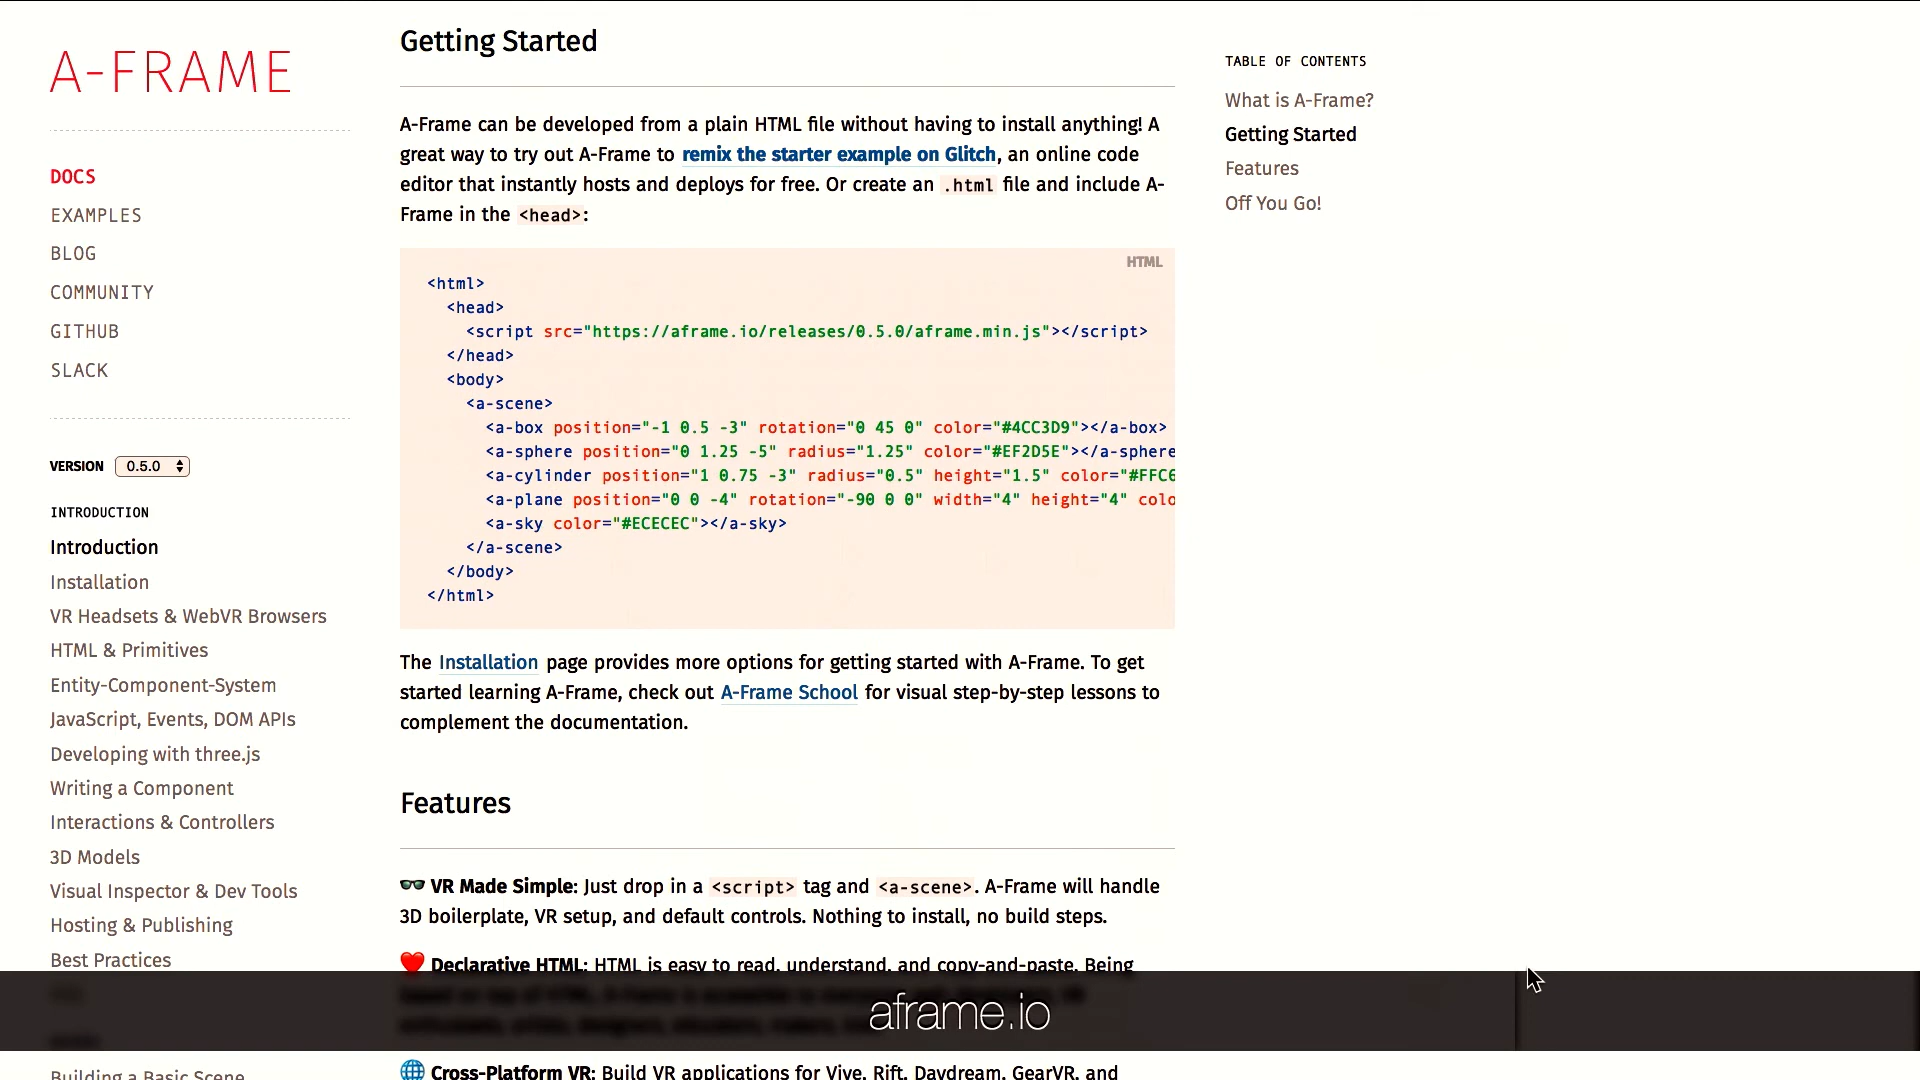 A-FRAME
DOCS
EXAMPLES
BLOG
COMMUNITY
GITHUB
SLACK
VERSION 0.5.0
INTRODUCTION
Introduction
Installation
VR Headsets & WebVR Browsers
HTML & Primitives
Entity-Component-System
JavaScript, Events, DOM APIs
Developing with three.js
Writing a Component
Interactions & Controllers
3D Models
Visual Inspector & Dev Tools
Hosting & Publishing
Best Practices
Building a Basic Scene
Getting Started
A-Frame can be developed from a plain HTML file without having to install anything! A
great way to try out A-Frame to remix the starter example on Glitch, an online code
editor that instantly hosts and deploys for free. Or create an .html file and include A-
Frame in the <head>:
HTML
<html>
<head>
<script src="https://aframe.io/releases/0.5.0/aframe.min.js"></script>
</head>
<body>
<a-scene>
<a-box position="-1 0.5 -3" rotation="0 45 0" color="#4CC3D9"></a-box>
<a-sphere position="0 1.25 -5" radius="1.25" color="#EF2D5E"></a-sphere
<a-cylinder position="1 0.75 -3" radius="0.5" height="1.5" color="#FFC6
<a-plane position="0 0 -4" rotation="-90 0 0" width="4" height="4" colo
<a-sky color="#ECECEC"></a-sky>
</a-scene>
</body>
</html>
The Installation page provides more options for getting started with A-Frame. To get
started learning A-Frame, check out A-Frame School for visual step-by-step lessons to
complement the documentation.
Features
VR Made Simple: Just drop in a <script> tag and <a-scene>. A-Frame will handle
3D boilerplate, VR setup, and default controls. Nothing to install, no build steps.
Declarative HTML: HTML is easy to read, understand, and copy-and-paste. Being
aframe.io
Cross-Platform VR: Build VR applications for Vive, Rift, Daydream, GearVR, and
TABLE OF CONTENTS
What is A-Frame?
Getting Started
Features
Off You Go!